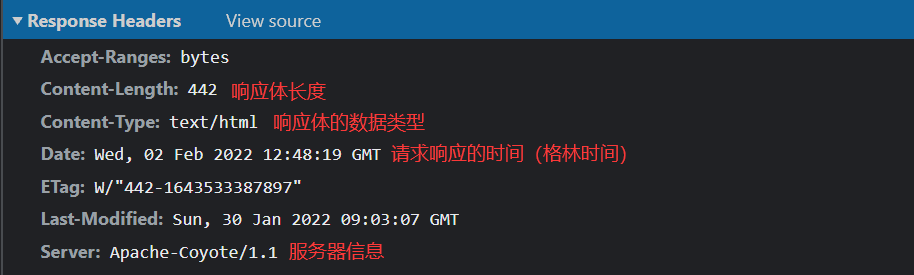 Response Headers View source
Accept-Ranges: bytes
Content-Length: 442 响应体长度
Content-Type: text/html 响应体的数据类型
Date: Wed, 02 Feb 2022 12:48:19 GMT 请求响应的时间（格林时间）
ETag: W/"442-1643533387897"
Last-Modified: Sun, 30 Jan 2022 09:03:07 GMT
Server: Apache-Coyote/1.1 服务器信息